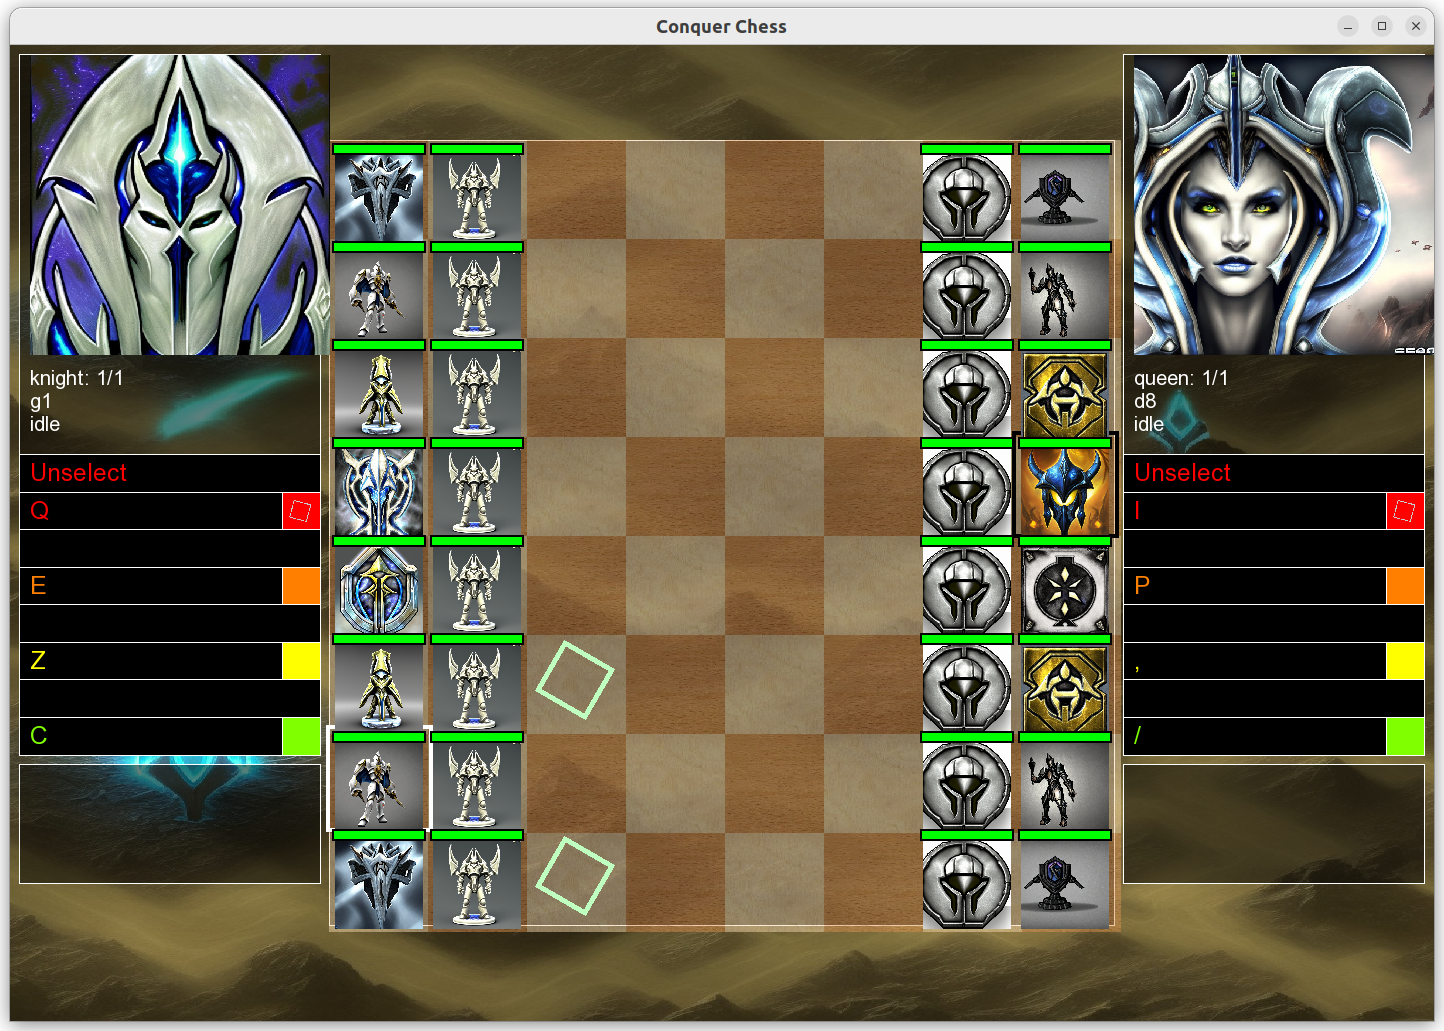 Conquer Chess
knight: 1/1
g1
idle
Unselect
Q
E
Z
C
queen: 1/1
d8
idle
Unselect
I
P
,
/